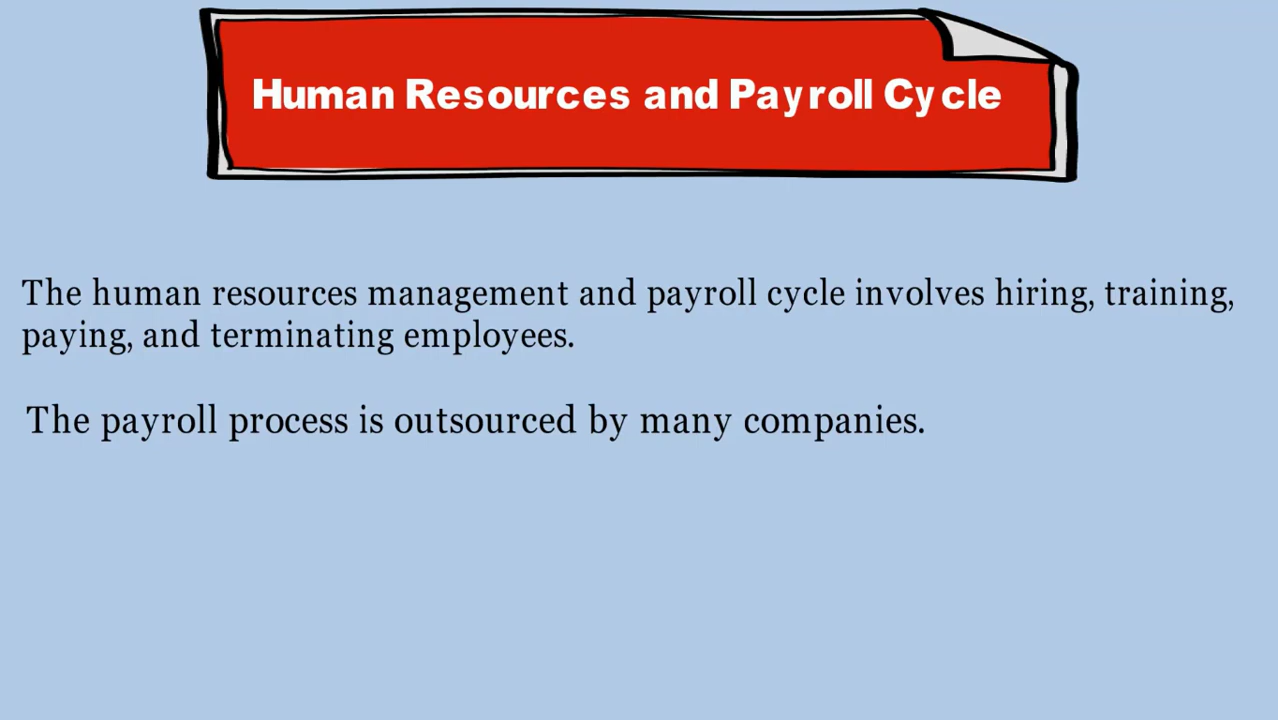 Human Resources and Payroll Cycle
The human resources management and payroll cycle involves hiring, training,
paying, and terminating employees.
The payroll process is outsourced by many companies.